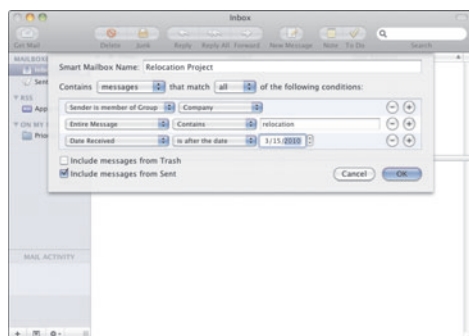 Inbox
Get Mail Delete Junk Reply Reply All Forward New Message Note To Do Search
MAILBOXES
Sent
RSS
ON MY
Smart Mailbox Name: Relocation Project
Contains messages that match all of the following conditions:
Sender is member of Group Company
Entire Message Contains relocation
Date Received is after the date 3/15/2010
Include messages from Trash
Include messages from Sent
Cancel OK
MAIL ACTIVITY